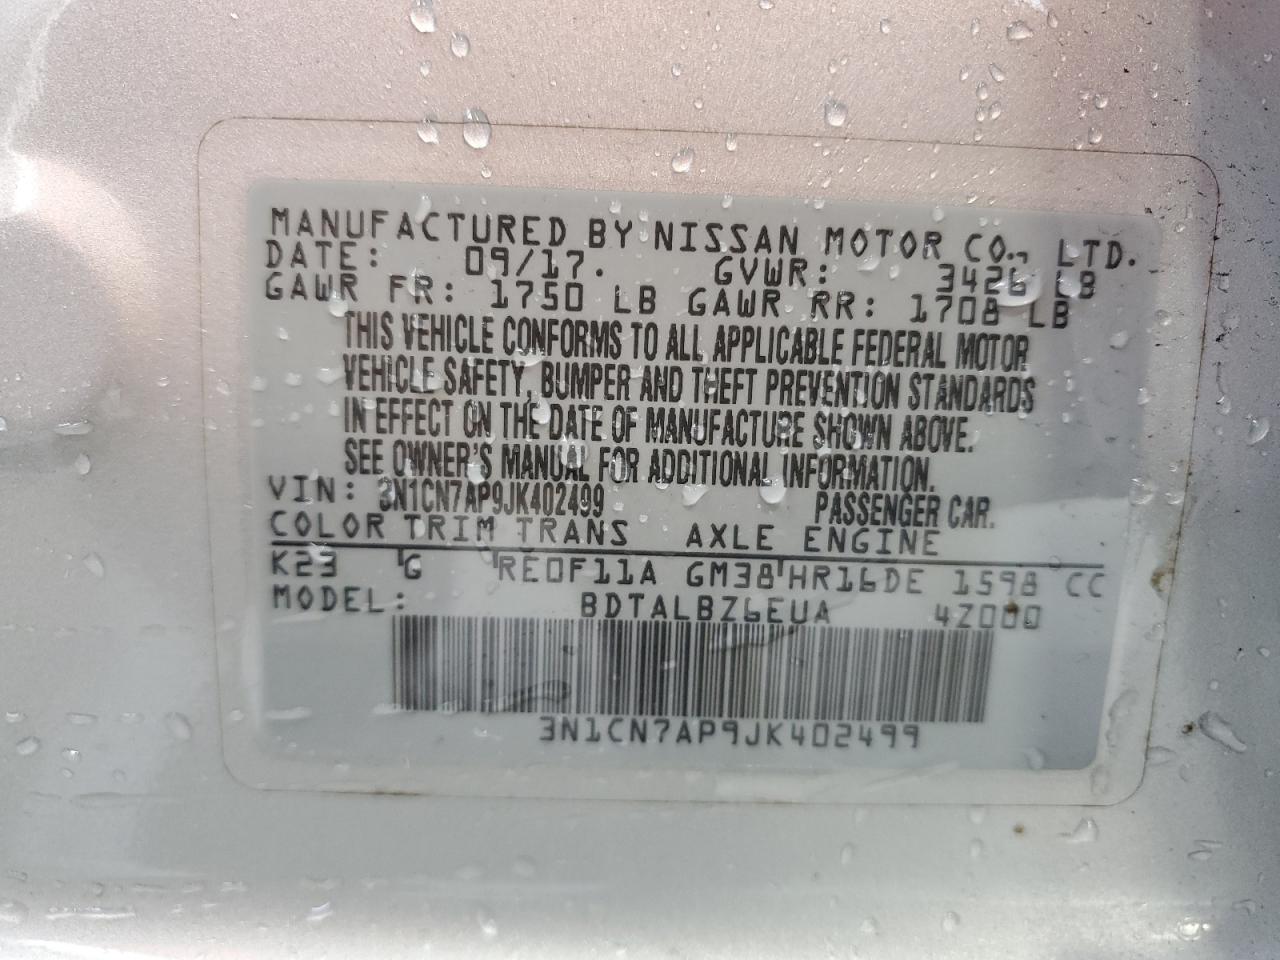 MANUFACTURED BY NISSAN MOTOR CO., LTD.
DATE: 09/17. GVWR: 3426 LB
GAWR FR: 1750 LB GAWR RR: 1708 LB
THIS VEHICLE CONFORMS TO ALL APPLICABLE FEDERAL MOTOR
VEHICLE SAFETY, BUMPER AND THEFT PREVENTION STANDARDS
IN EFFECT ON THE DATE OF MANUFACTURE SHOWN ABOVE.
SEE OWNER'S MANUAL FOR ADDITIONAL INFORMATION.
VIN: 3N1CN7AP9JK402499 PASSENGER CAR.
COLOR TRIM TRANS AXLE ENGINE
K23 G RE0F11A GM38 HR16DE 1598 CC
MODEL: BDTALBZ6EUA 4Z000
3N1CN7AP9JK402499